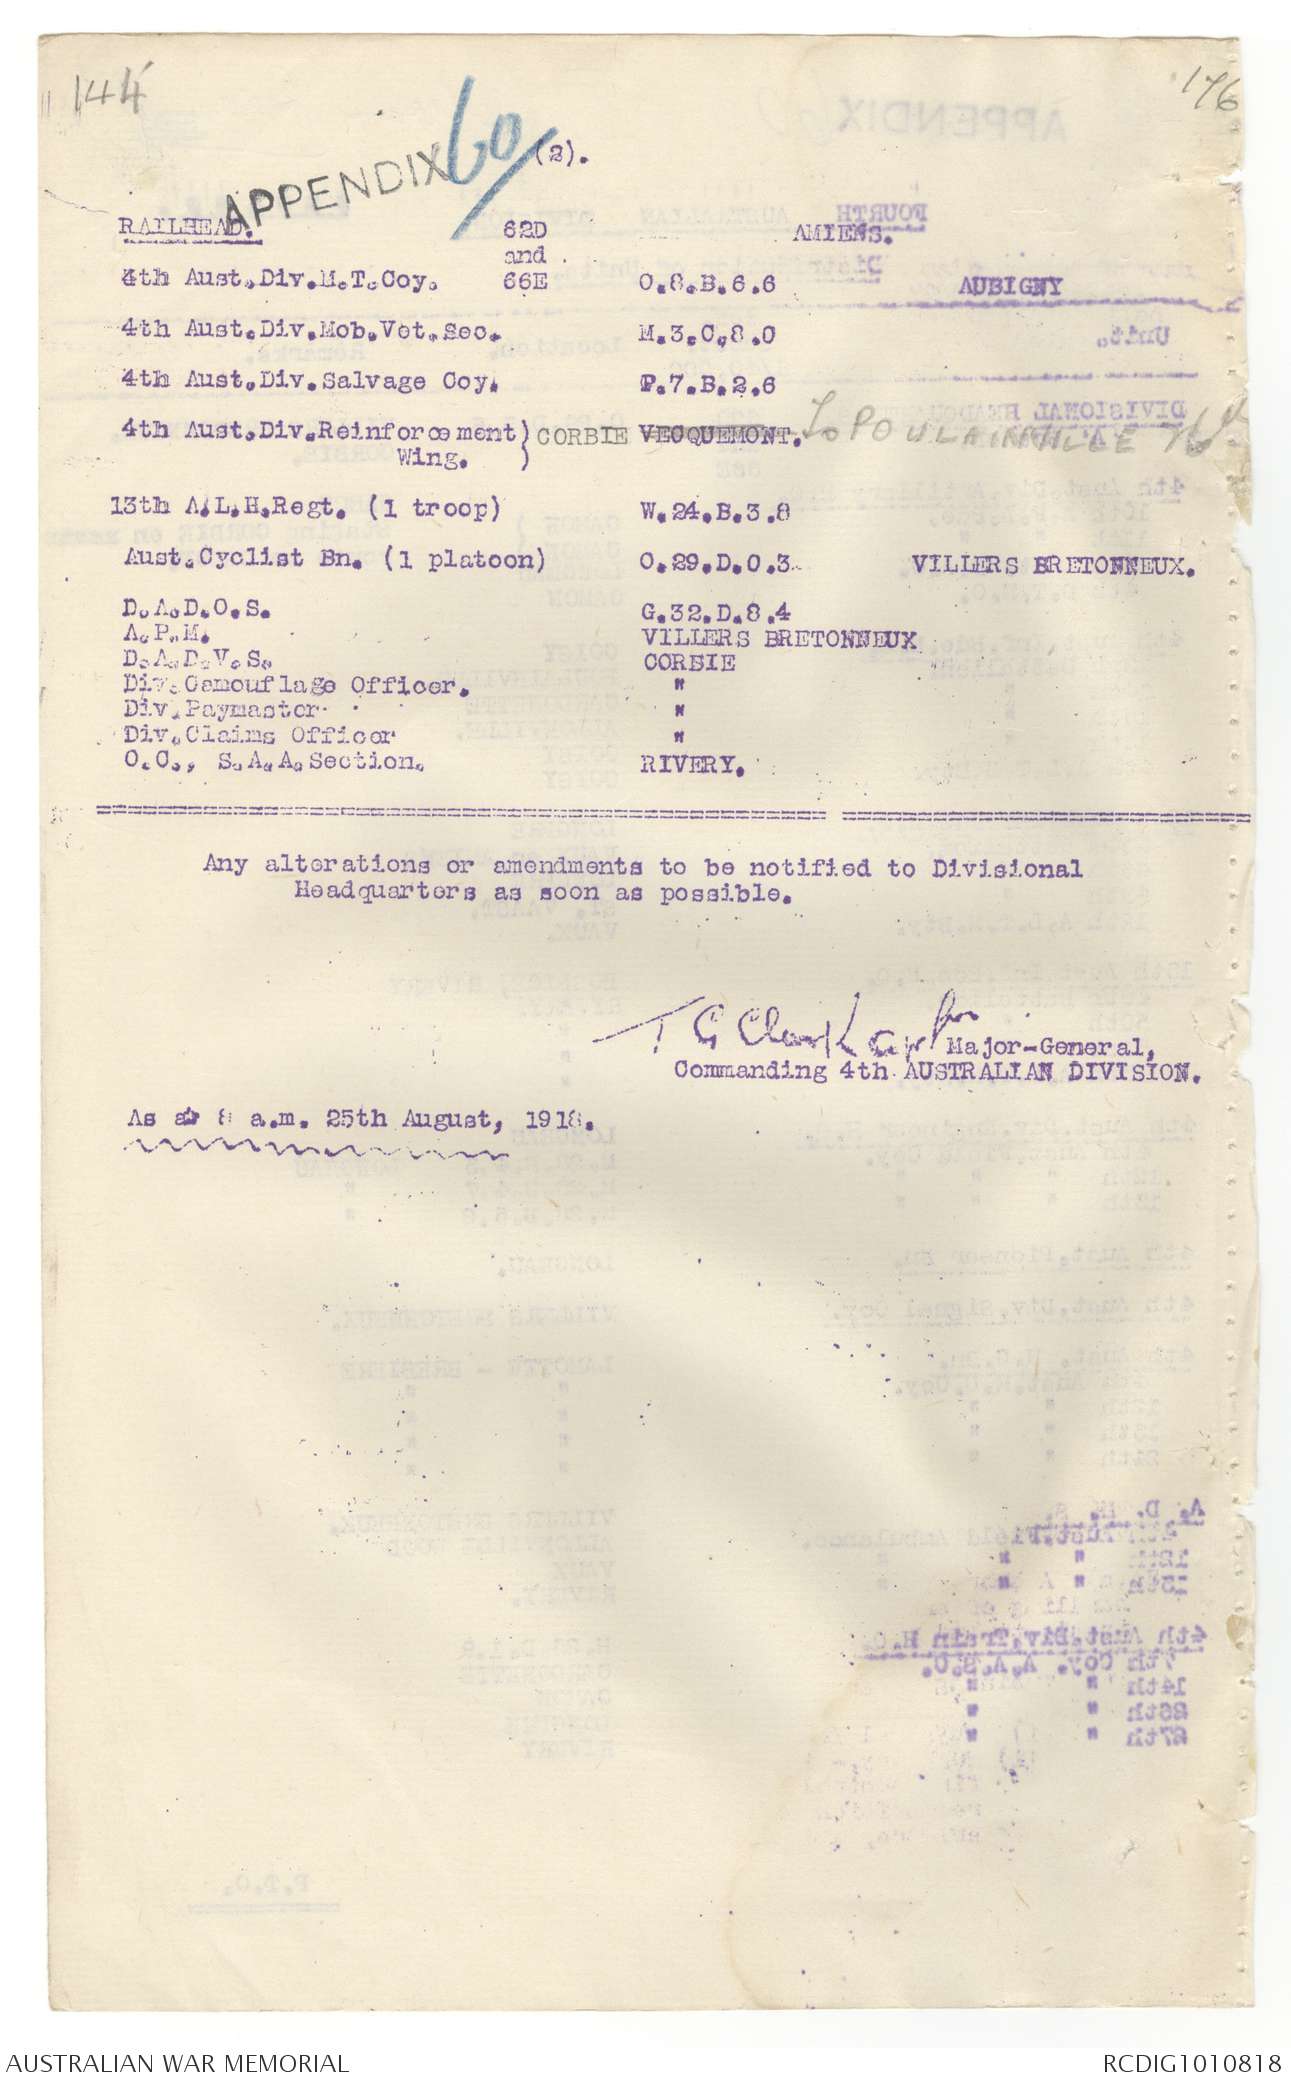 144
176
APPENDIX 60
(2).
RAILHEAD. 62D AMIENS.
and
4th Aust.Div.M.T.Coy. 66E O.8.B.6.6 AUBIGNY
4th Aust.Div.Mob.Vet.Sec. M.3.C.8.0
4th Aust.Div.Salvage Coy. P.7.B.2.6
4th Aust.Div.Reinforcement) CORBIE VECQUEMONT. To POULAINVILLE
Wing. )
13th A.L.H.Regt. (1 troop) W.24.B.3.8
Aust.Cyclist Bn. (1 platoon) O.29.D.0.3 VILLERS BRETONNEUX.
D.A.D.O.S. G.32.D.8.4
A.P.M. VILLERS BRETONNEUX
D.A.D.V.S. CORBIE
Div.Camouflage Officer. "
Div.Paymaster "
Div.Claims Officer "
O.C., S.A.A.Section. RIVERY.
Any alterations or amendments to be notified to Divisional
Headquarters as soon as possible.
T G Clark Capt for
Major-General,
Commanding 4th AUSTRALIAN DIVISION.
As at 8 a.m. 25th August, 1918.
AUSTRALIAN WAR MEMORIAL RCDIG1010818